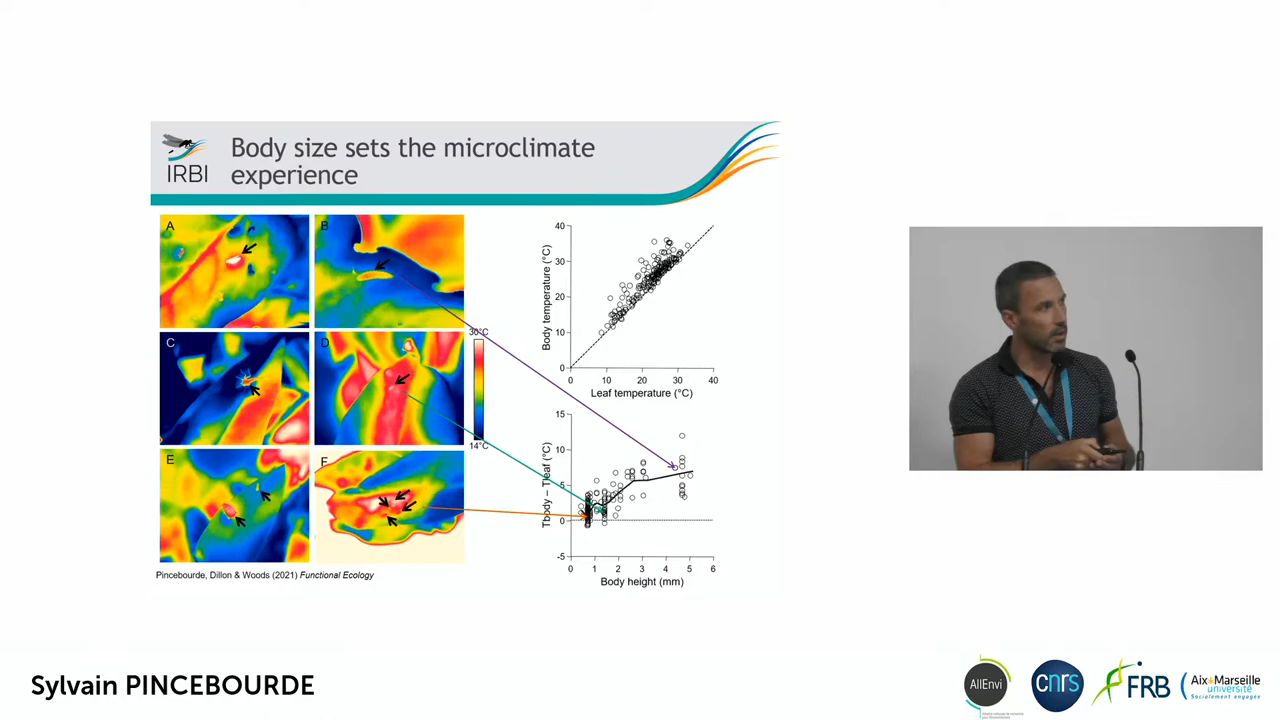 IRBI
Body size sets the microclimate
experience
A
B
C
D
E
F
30°C
14°C
40
30
20
10
0
Body temperature (°C)
0 10 20 30 40
Leaf temperature (°C)
15
10
5
0
-5
Tbody – Tleaf (°C)
0 1 2 3 4 5 6
Body height (mm)
Pincebourde, Dillon & Woods (2021) Functional Ecology
Sylvain PINCEBOURDE
AllEnvi
cnrs
FRB
Aix+Marseille
université
Socialement engagée